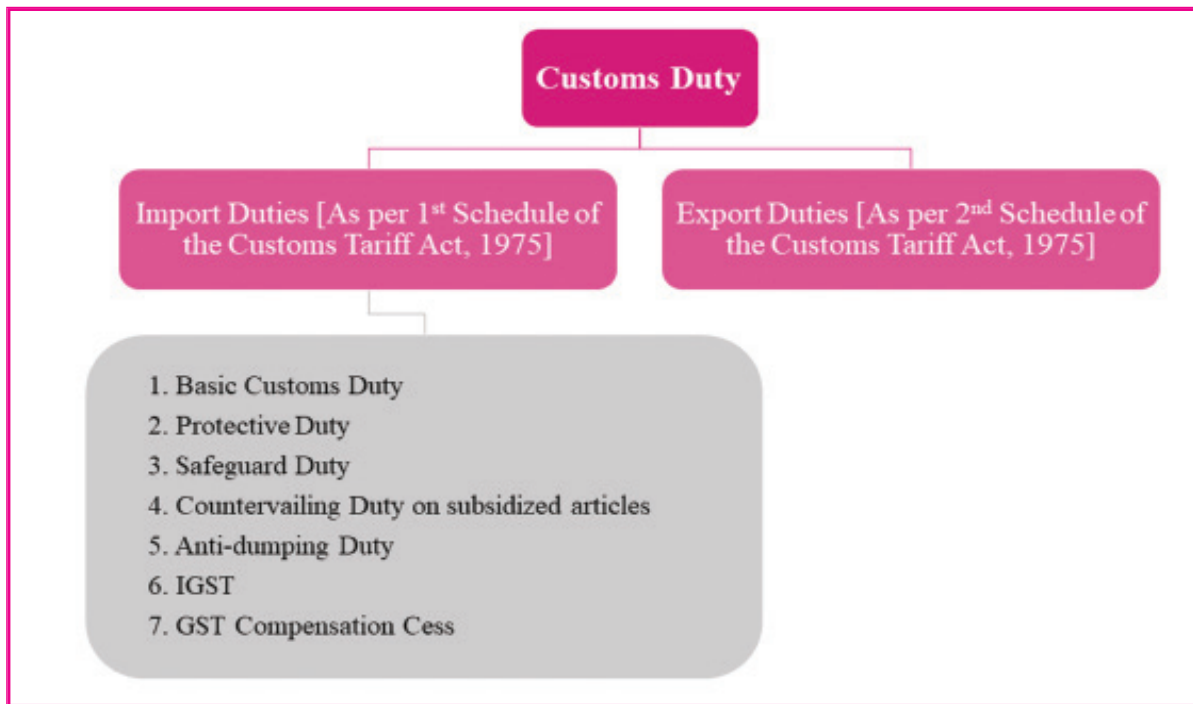 Customs Duty
Import Duties [As per 1st Schedule of
the Customs Tariff Act, 1975]
Export Duties [As per 2nd Schedule of
the Customs Tariff Act, 1975]
1. Basic Customs Duty
2. Protective Duty
3. Safeguard Duty
4. Countervailing Duty on subsidized articles
5. Anti-dumping Duty
6. IGST
7. GST Compensation Cess